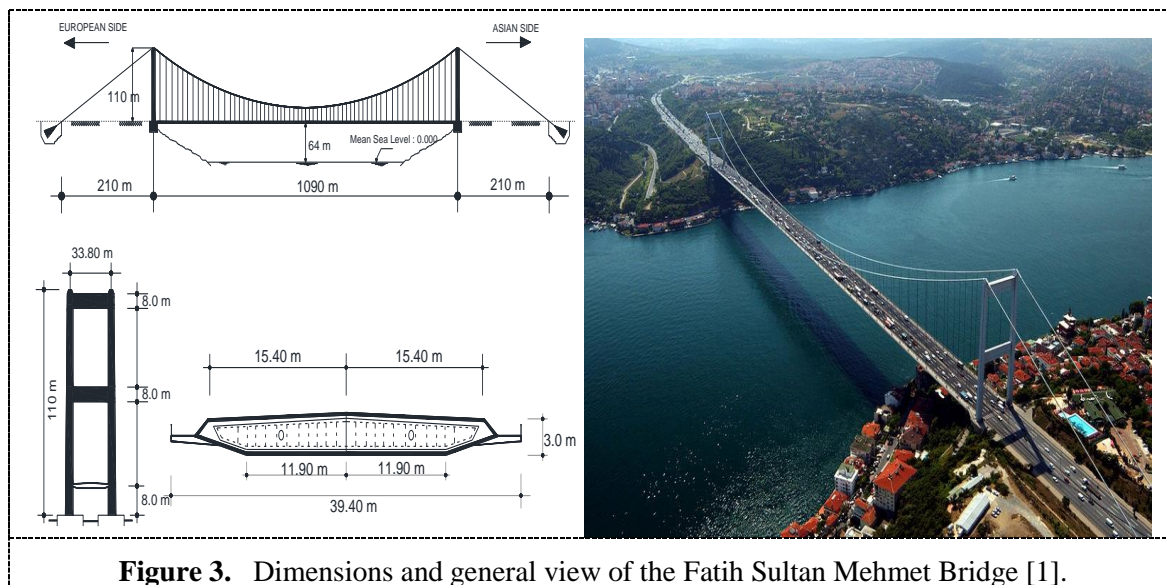 EUROPEAN SIDE
ASIAN SIDE
110 m
64 m
Mean Sea Level : 0.000
210 m
1090 m
210 m
33.80 m
8.0 m
110 m
8.0 m
8.0 m
15.40 m
15.40 m
3.0 m
11.90 m
11.90 m
39.40 m
Figure 3. Dimensions and general view of the Fatih Sultan Mehmet Bridge [1].